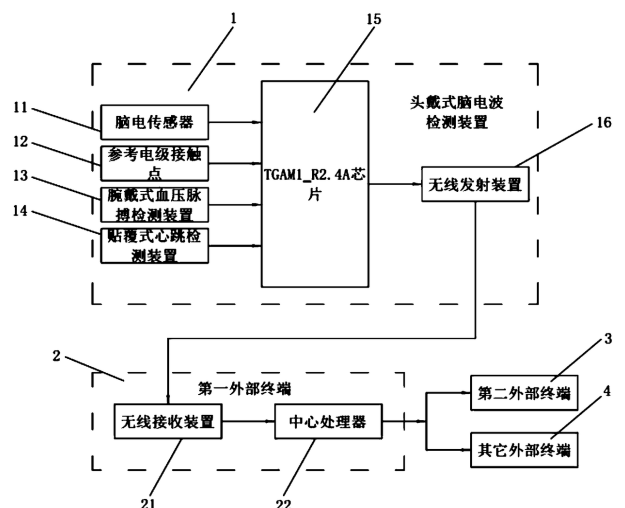 1
15
头戴式脑电波
检测装置
11
脑电传感器
16
12
参考电级接触
点
TGAM1_R2.4A芯
片
无线发射装置
13
腕戴式血压脉
搏检测装置
14
贴覆式心跳检
测装置
2
第一外部终端
3
第二外部终端
4
无线接收装置
中心处理器
其它外部终端
21
22